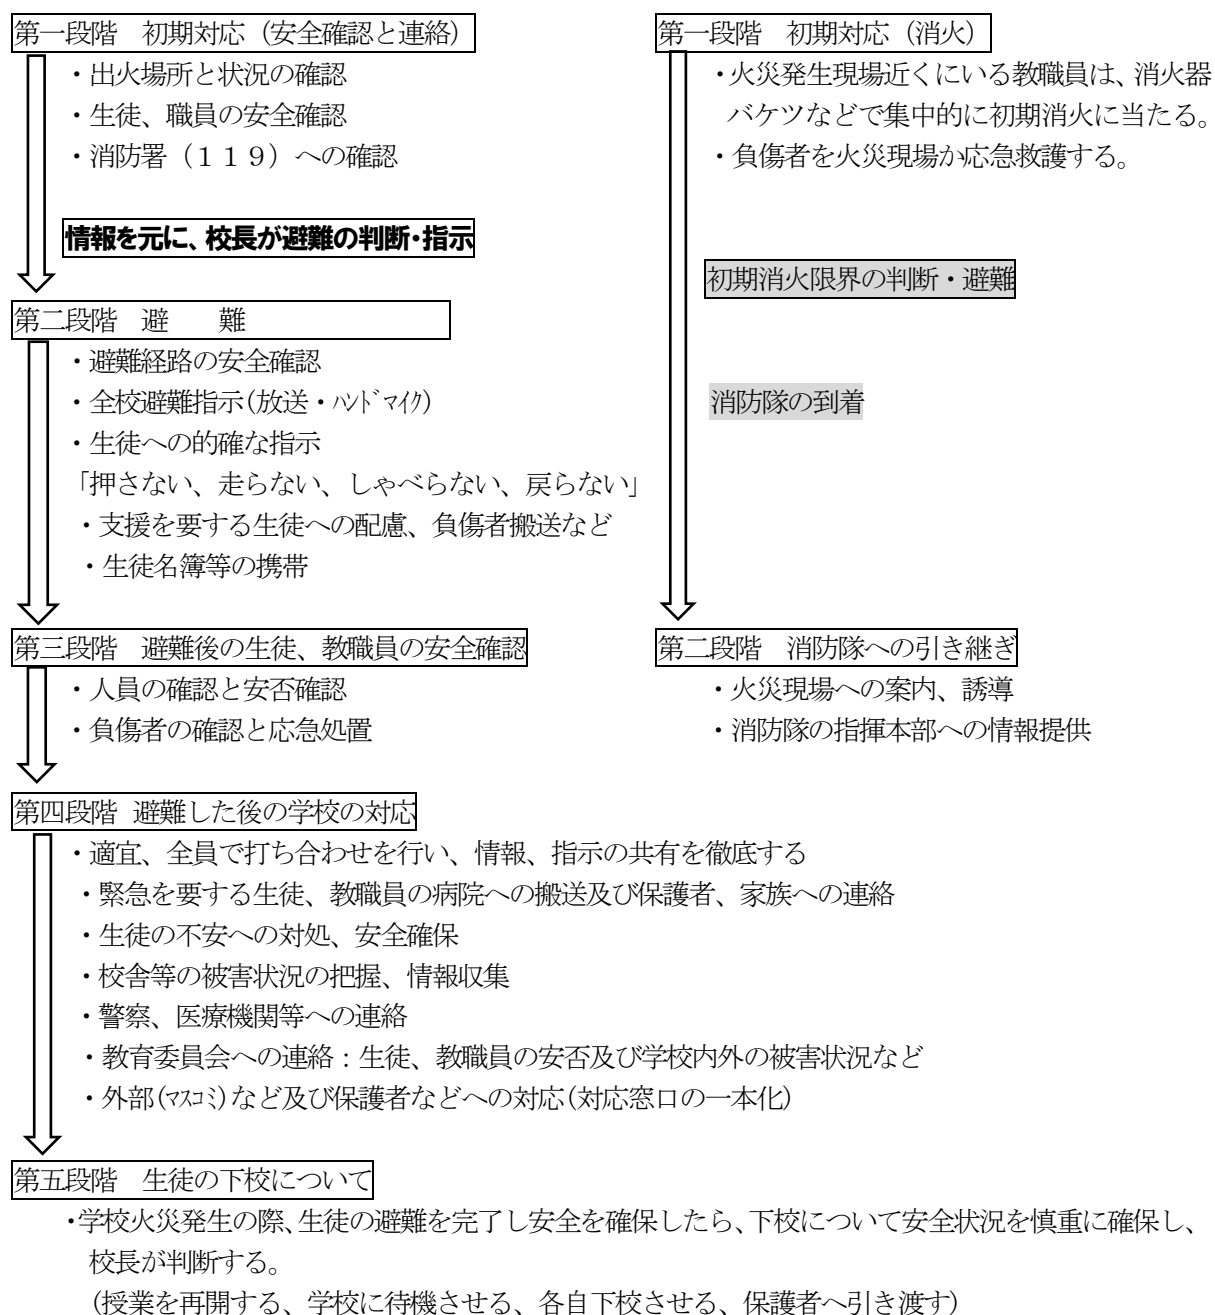 第一段階　初期対応（安全確認と連絡）
・出火場所と状況の確認
・生徒、職員の安全確認
・消防署（１１９）への確認
情報を元に、校長が避難の判断・指示
第二段階　避　　難
・避難経路の安全確認
・全校避難指示(放送・ﾊﾝﾄﾞﾏｲｸ)
・生徒への的確な指示
「押さない、走らない、しゃべらない、戻らない」
・支援を要する生徒への配慮、負傷者搬送など
・生徒名簿等の携帯
第三段階　避難後の生徒、教職員の安全確認
・人員の確認と安否確認
・負傷者の確認と応急処置
第一段階　初期対応（消火）
・火災発生現場近くにいる教職員は、消火器
バケツなどで集中的に初期消火に当たる。
・負傷者を火災現場か応急救護する。
初期消火限界の判断・避難
消防隊の到着
第二段階　消防隊への引き継ぎ
・火災現場への案内、誘導
・消防隊の指揮本部への情報提供
第四段階 避難した後の学校の対応
・適宜、全員で打ち合わせを行い、情報、指示の共有を徹底する
・緊急を要する生徒、教職員の病院への搬送及び保護者、家族への連絡
・生徒の不安への対処、安全確保
・校舎等の被害状況の把握、情報収集
・警察、医療機関等への連絡
・教育委員会への連絡：生徒、教職員の安否及び学校内外の被害状況など
・外部(ﾏｽｺﾐ)など及び保護者などへの対応(対応窓口の一本化)
第五段階　生徒の下校について
・学校火災発生の際、生徒の避難を完了し安全を確保したら、下校について安全状況を慎重に確保し、
校長が判断する。
(授業を再開する、学校に待機させる、各自下校させる、保護者へ引き渡す)